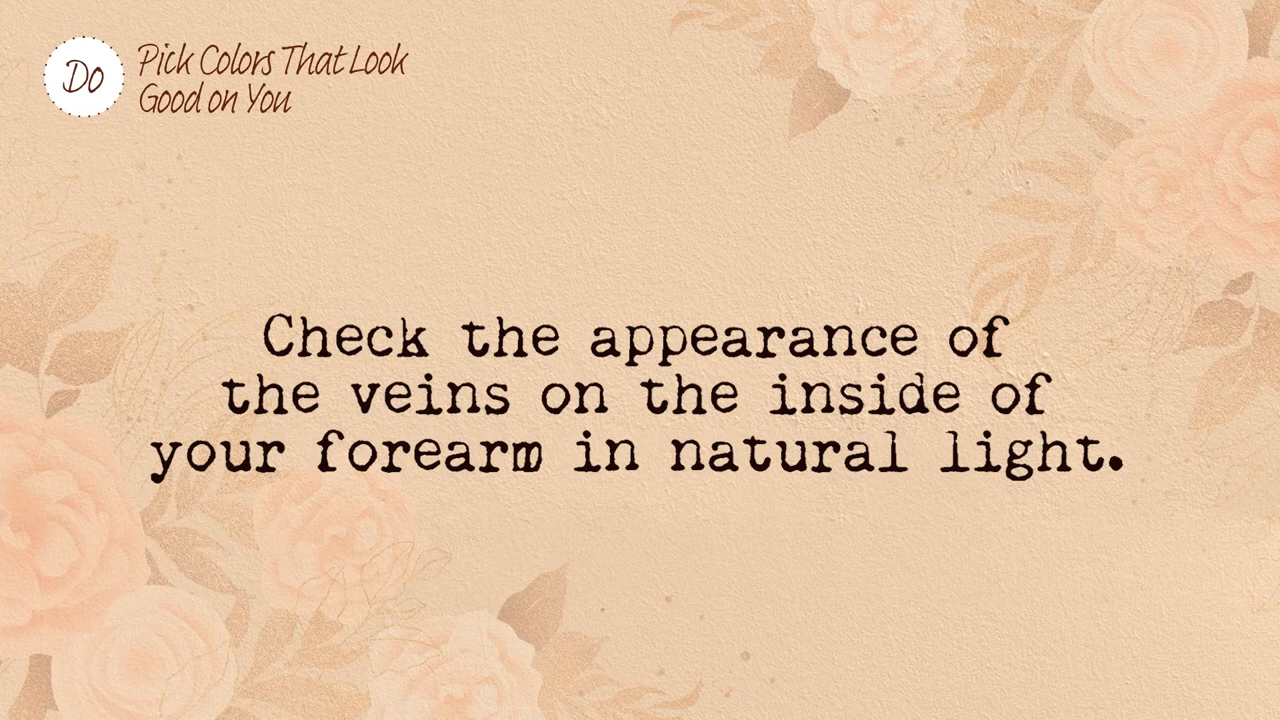 Do
Pick Colors That Look
Good on You
Check the appearance of
the veins on the inside of
your forearm in natural light.